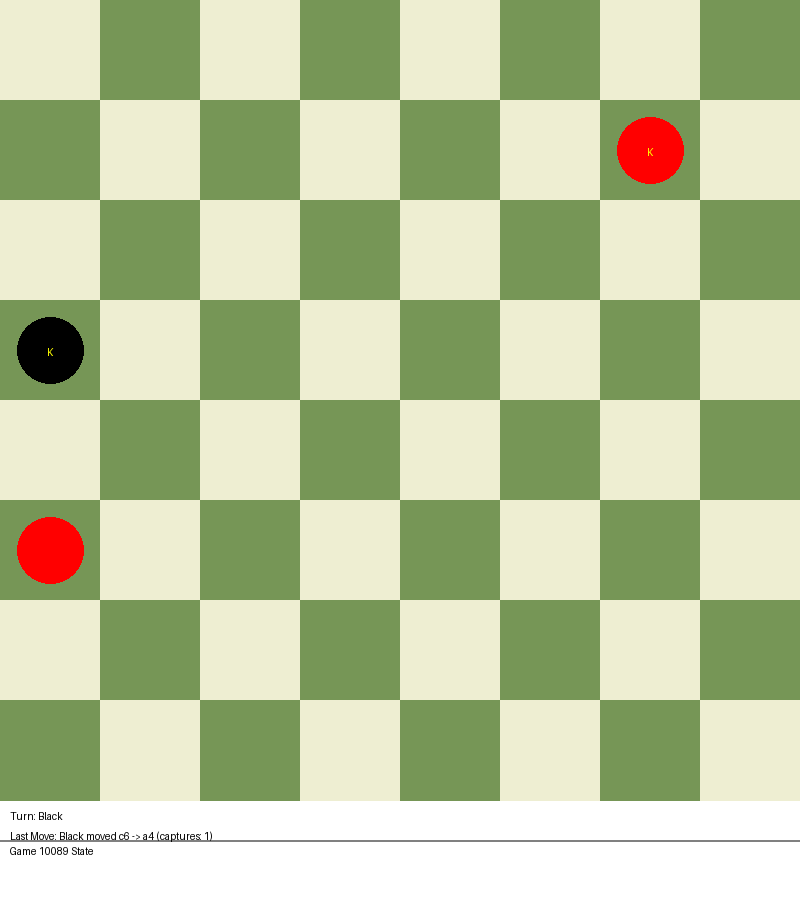 K
K
Turn: Black
Last Move: Black moved c6 -> a4 (captures: 1)
Game 10089 State